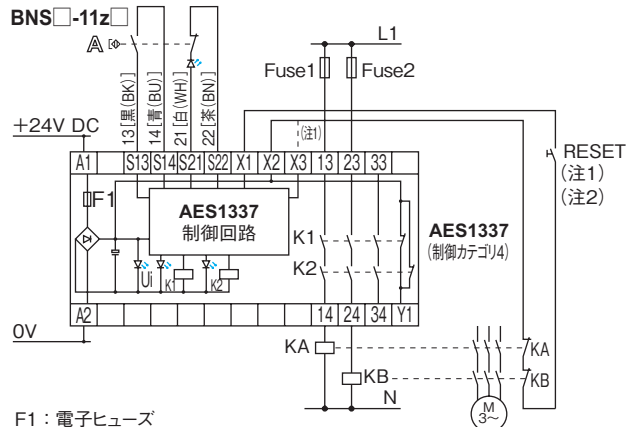 BNS□-11z□
A
13[黒(BK)]
14[青(BU)]
21[白(WH)]
22[茶(BN)]
L1
Fuse1
Fuse2
+24V DC
(注1)
RESET
(注1)
(注2)
A1
S13
S14
S21
S22
X1
X2
X3
13
23
33
F1
AES1337
制御回路
AES1337
(制御カテゴリ4)
K1
K2
Ui
K1
K2
A2
14
24
34
Y1
0V
KA
KA
KB
KB
N
M
3~
F1：電子ヒューズ